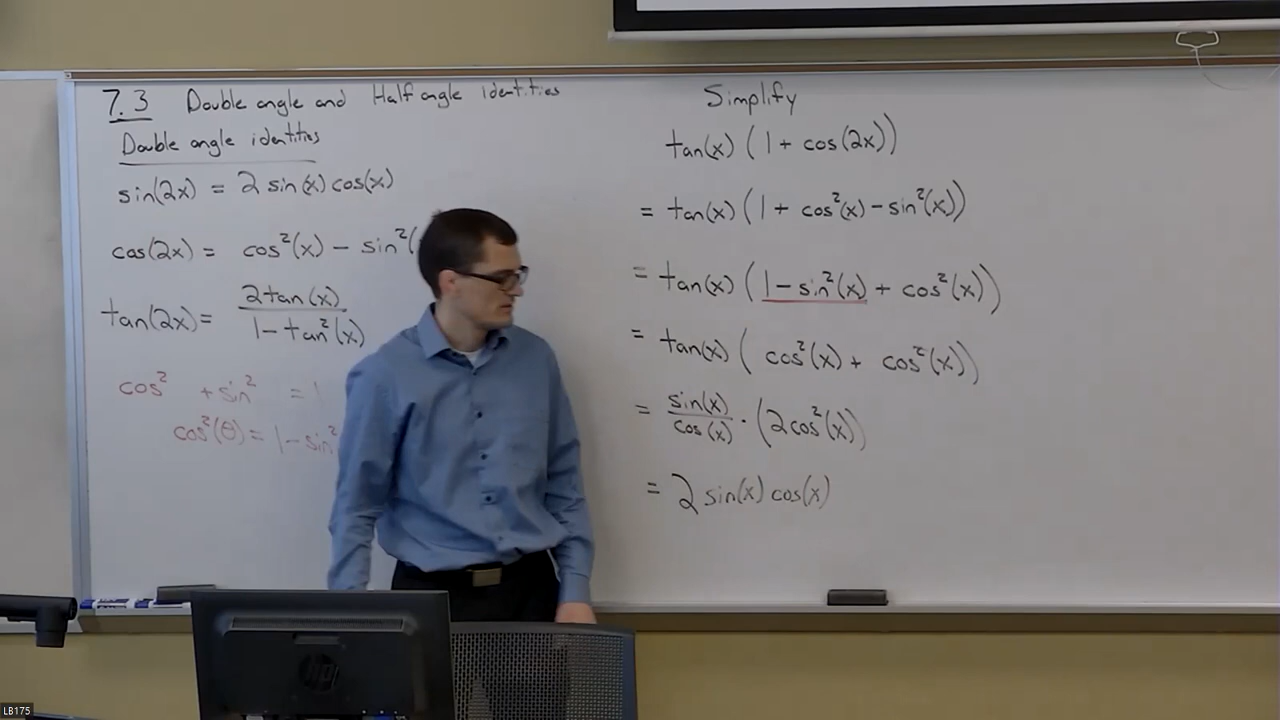 7.3 Double angle and Half angle identities
Double angle identities
sin(2x) = 2 sin(x) cos(x)
cos(2x) = cos²(x) − sin²(
tan(2x) = 2tan(x) / 1 − tan²(x)
cos² + sin² = 1
cos²(θ) = 1 − sin²
Simplify
tan(x) (1 + cos(2x))
= tan(x) (1 + cos²(x) − sin²(x))
= tan(x) (1 − sin²(x) + cos²(x))
= tan(x) (cos²(x) + cos²(x))
= sin(x) / cos(x) · (2cos²(x))
= 2 sin(x) cos(x)
hp
LB175